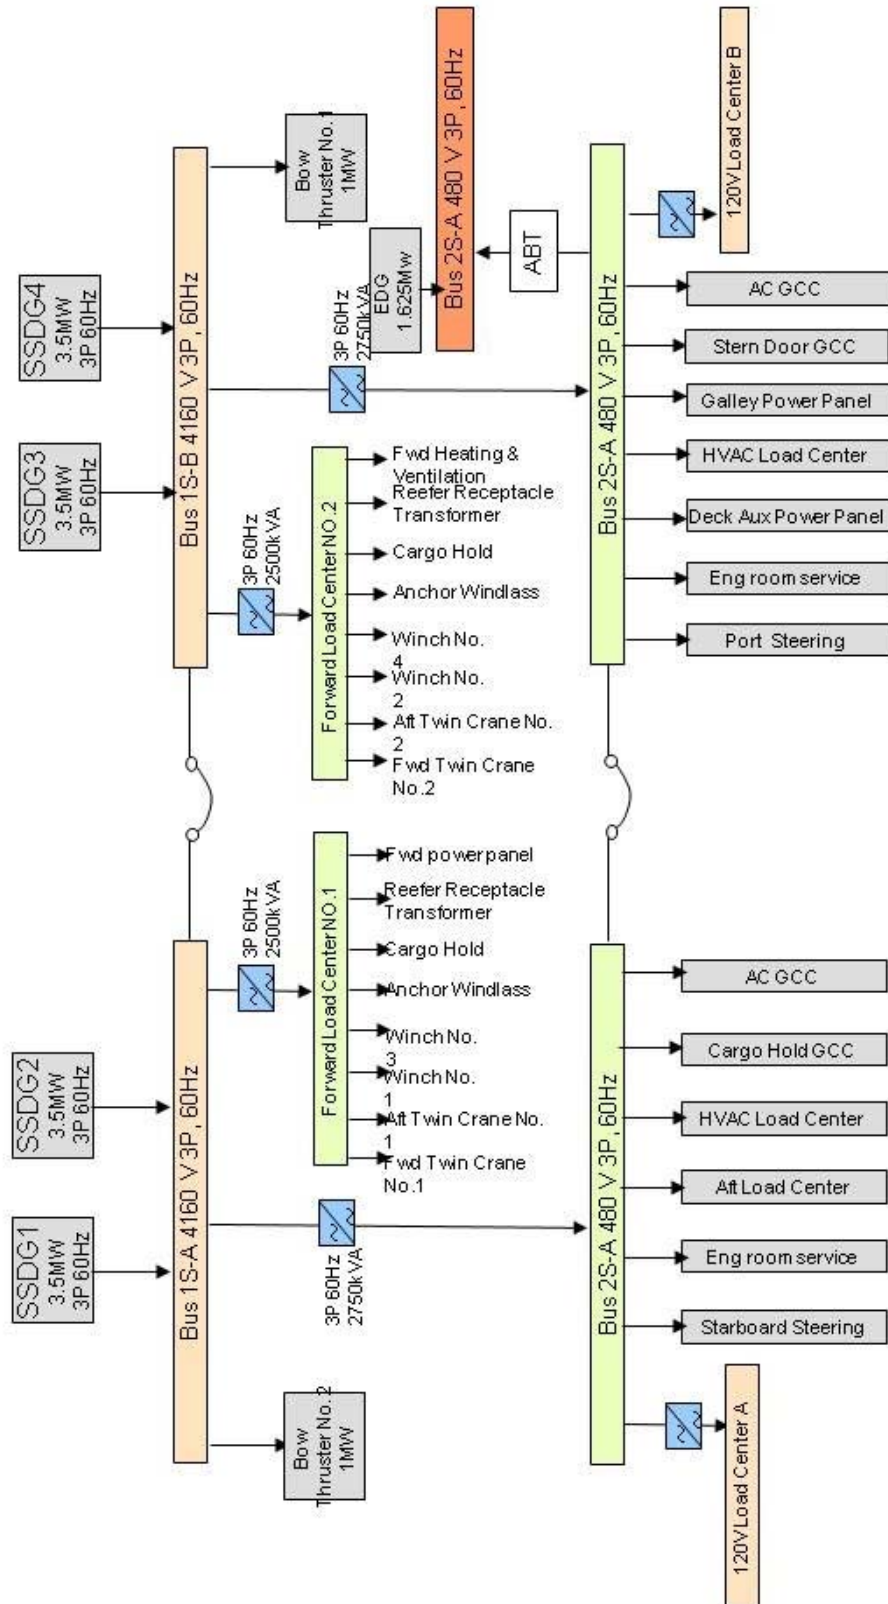 SSDG4
3.5MW
3P 60Hz
SSDG3
3.5MW
3P 60Hz
SSDG2
3.5MW
3P 60Hz
SSDG1
3.5MW
3P 60Hz
Bus 1S-B 4160 V 3P, 60Hz
Bus 1S-A 4160 V 3P, 60Hz
Bow
Thruster No.1
1MW
3P 60Hz
2750kVA
EDG
1.625Mw
Bus 2S-A 480 V 3P, 60Hz
ABT
3P 60Hz
2500kVA
Forward Load Center NO.2
Fwd Heating &
Ventilation
Reefer Receptacle
Transformer
Cargo Hold
Anchor Windlass
Winch No.
4
Winch No.
2
Aft Twin Crane No.
2
Fwd Twin Crane
No.2
3P 60Hz
2500kVA
Forward Load Center NO.1
Fwd power panel
Reefer Receptacle
Transformer
Cargo Hold
Anchor Windlass
Winch No.
3
Winch No.
1
Aft Twin Crane No.
1
Fwd Twin Crane
No.1
3P 60Hz
2750kVA
Bow
Thruster No. 2
1MW
Bus 2S-A 480 V 3P, 60Hz
120V Load Center B
AC GCC
Stern Door GCC
Galley Power Panel
HVAC Load Center
Deck Aux Power Panel
Eng room service
Port Steering
Bus 2S-A 480 V 3P, 60Hz
AC GCC
Cargo Hold GCC
HVAC Load Center
Aft Load Center
Eng room service
Starboard Steering
120V Load Center A